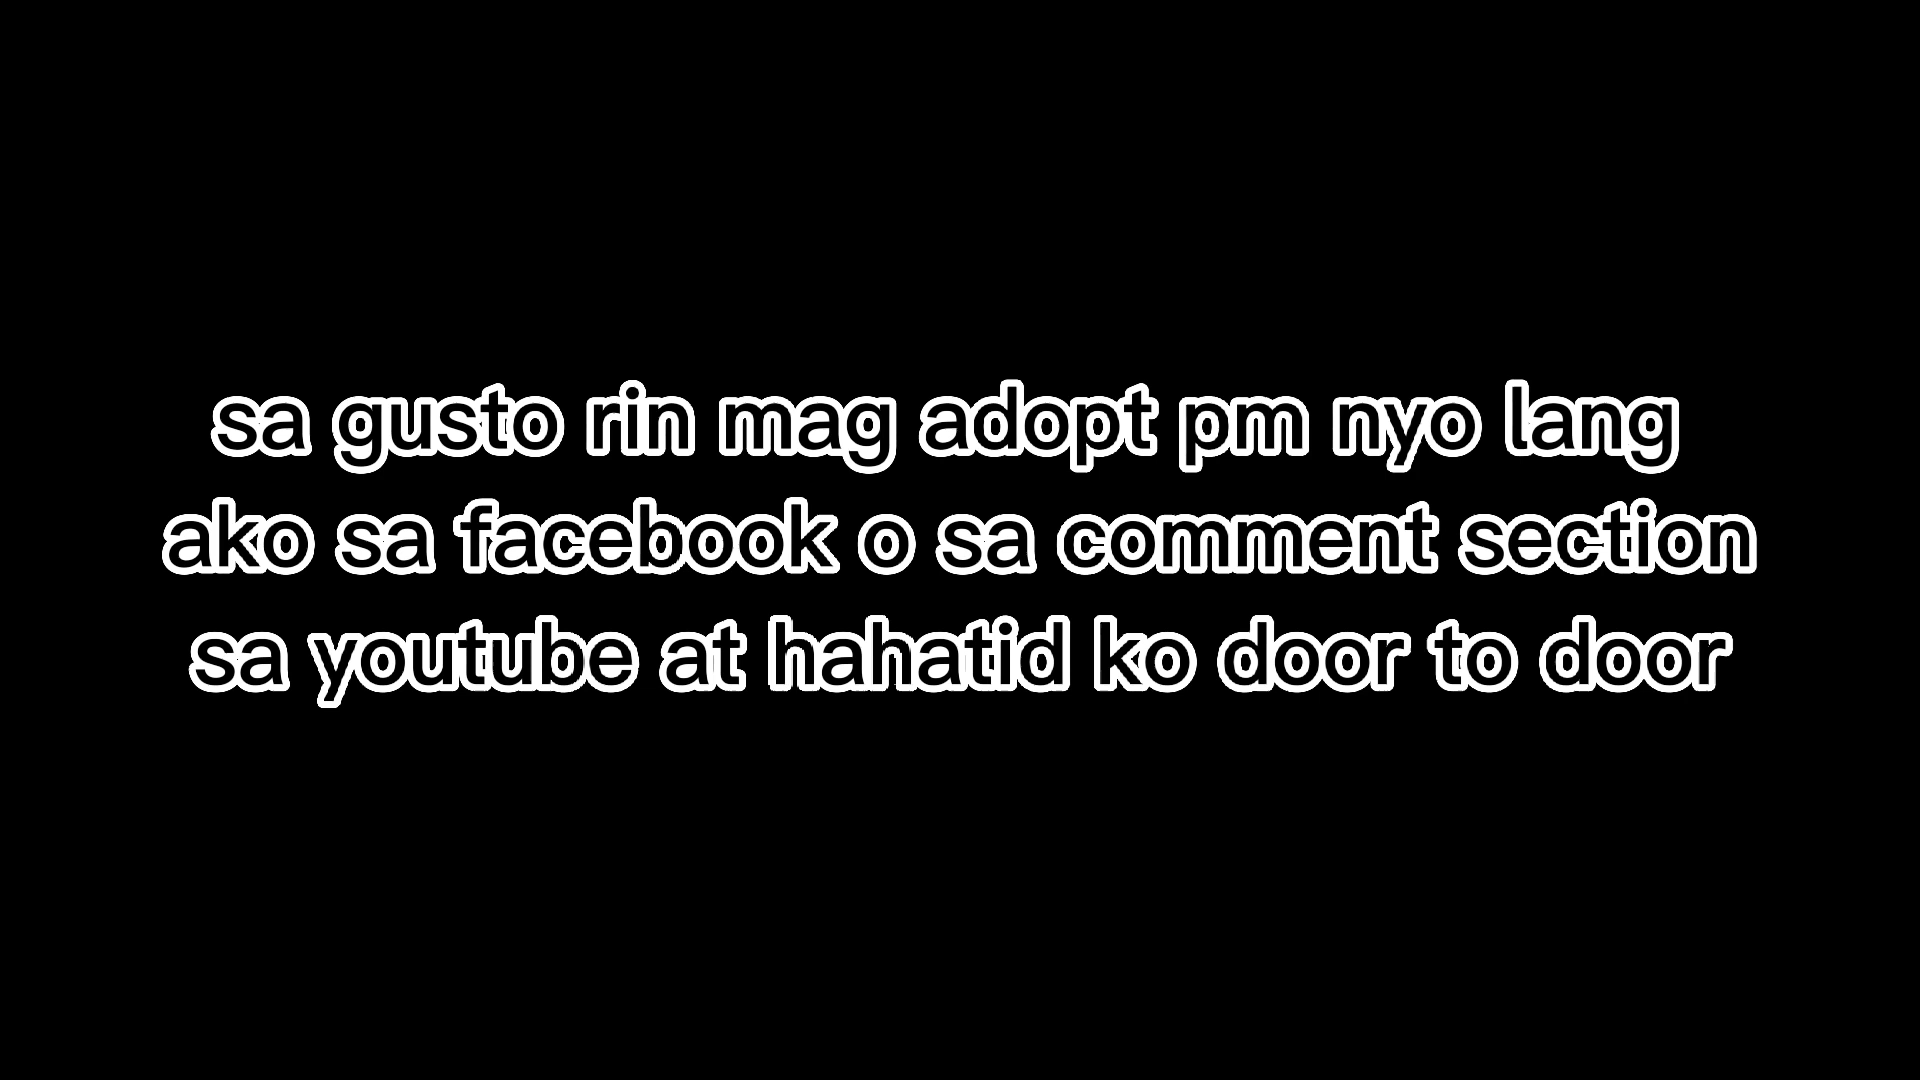 sa gusto rin mag adopt pm nyo lang
ako sa facebook o sa comment section
sa youtube at hahatid ko door to door